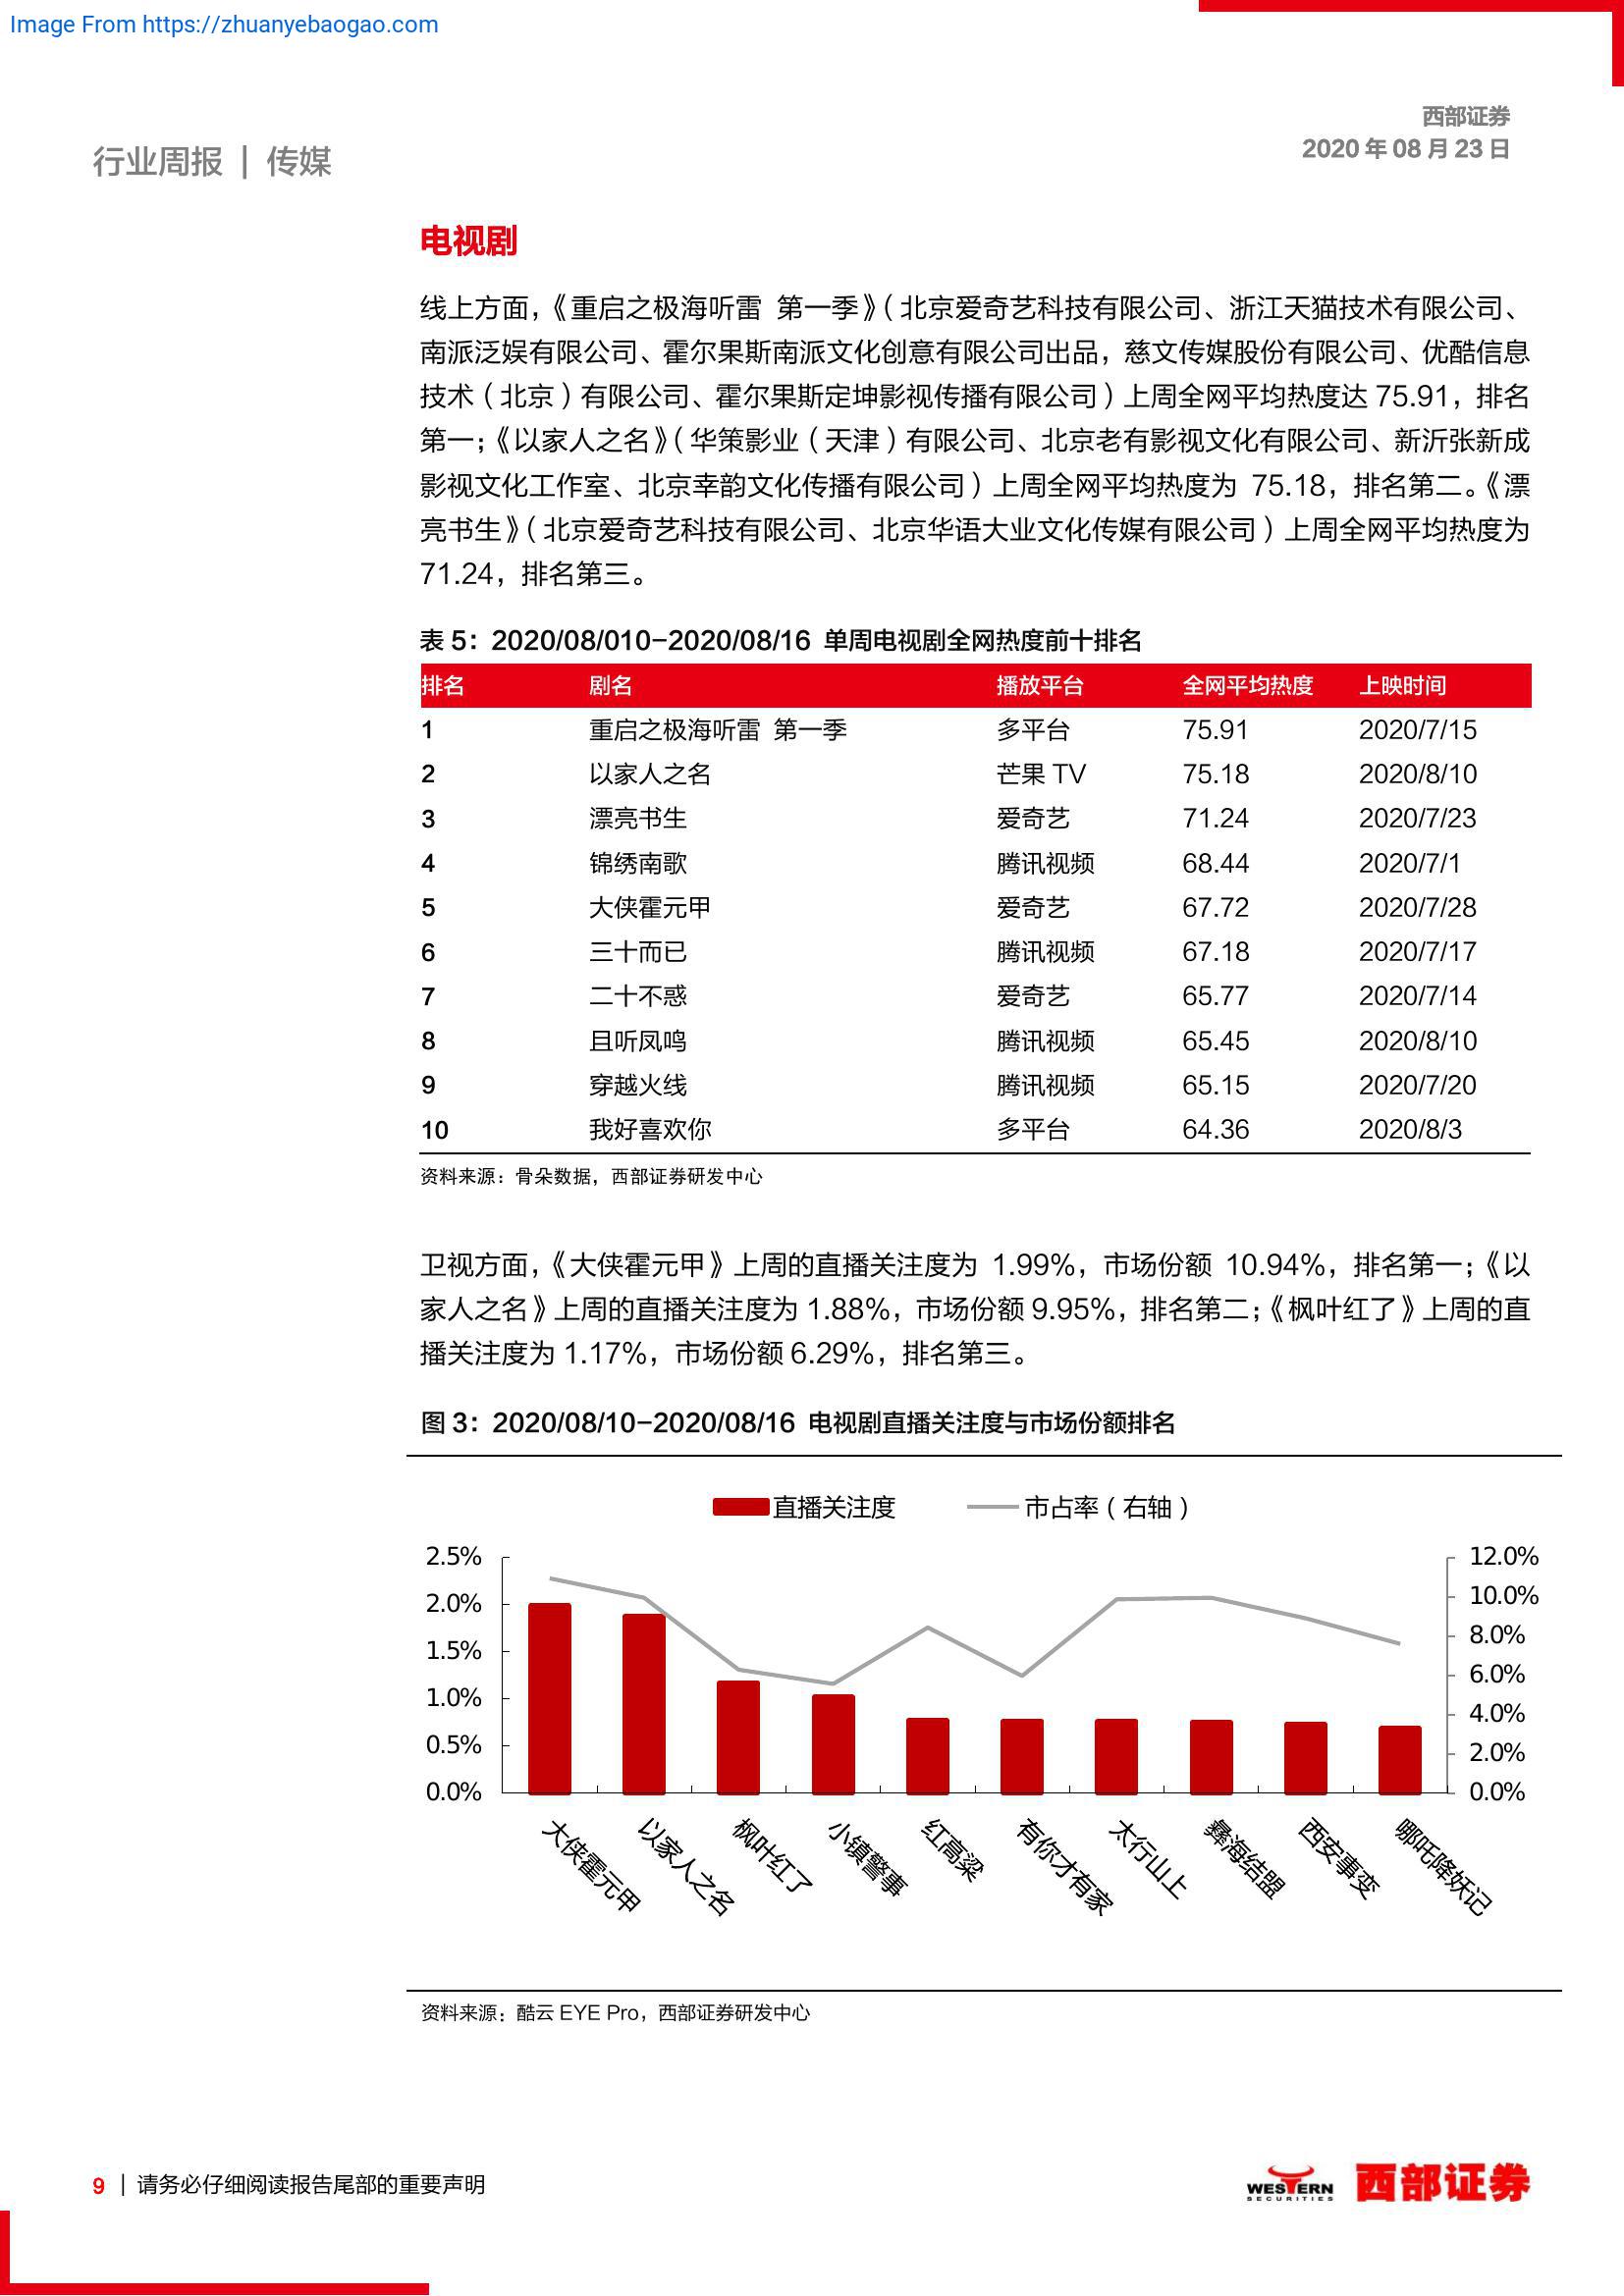 Image From https://zhuanyebaogao.com
西部证券
2020 年 08 月 23 日
行业周报 | 传媒
电视剧
线上方面，《重启之极海听雷 第一季》（北京爱奇艺科技有限公司、浙江天猫技术有限公司、
南派泛娱有限公司、霍尔果斯南派文化创意有限公司出品，慈文传媒股份有限公司、优酷信息
技术（北京）有限公司、霍尔果斯定坤影视传播有限公司）上周全网平均热度达 75.91，排名
第一；《以家人之名》（华策影业（天津）有限公司、北京老有影视文化有限公司、新沂张新成
影视文化工作室、北京幸韵文化传播有限公司）上周全网平均热度为 75.18，排名第二。《漂
亮书生》（北京爱奇艺科技有限公司、北京华语大业文化传媒有限公司）上周全网平均热度为
71.24，排名第三。
表 5：2020/08/010-2020/08/16 单周电视剧全网热度前十排名
排名 剧名 播放平台 全网平均热度 上映时间
1 重启之极海听雷 第一季 多平台 75.91 2020/7/15
2 以家人之名 芒果 TV 75.18 2020/8/10
3 漂亮书生 爱奇艺 71.24 2020/7/23
4 锦绣南歌 腾讯视频 68.44 2020/7/1
5 大侠霍元甲 爱奇艺 67.72 2020/7/28
6 三十而已 腾讯视频 67.18 2020/7/17
7 二十不惑 爱奇艺 65.77 2020/7/14
8 且听凤鸣 腾讯视频 65.45 2020/8/10
9 穿越火线 腾讯视频 65.15 2020/7/20
10 我好喜欢你 多平台 64.36 2020/8/3
资料来源：骨朵数据，西部证券研发中心
卫视方面，《大侠霍元甲》上周的直播关注度为 1.99%，市场份额 10.94%，排名第一；《以
家人之名》上周的直播关注度为 1.88%，市场份额 9.95%，排名第二；《枫叶红了》上周的直
播关注度为 1.17%，市场份额 6.29%，排名第三。
图 3：2020/08/10-2020/08/16 电视剧直播关注度与市场份额排名
直播关注度 市占率（右轴）
2.5%
2.0%
1.5%
1.0%
0.5%
0.0%
12.0%
10.0%
8.0%
6.0%
4.0%
2.0%
0.0%
大侠霍元甲
以家人之名
枫叶红了
小镇警事
红高粱
有你才有家
太行山上
彝海结盟
西安事变
哪吒降妖记
资料来源：酷云 EYE Pro，西部证券研发中心
9 | 请务必仔细阅读报告尾部的重要声明
WESTERN
SECURITIES
西部证券